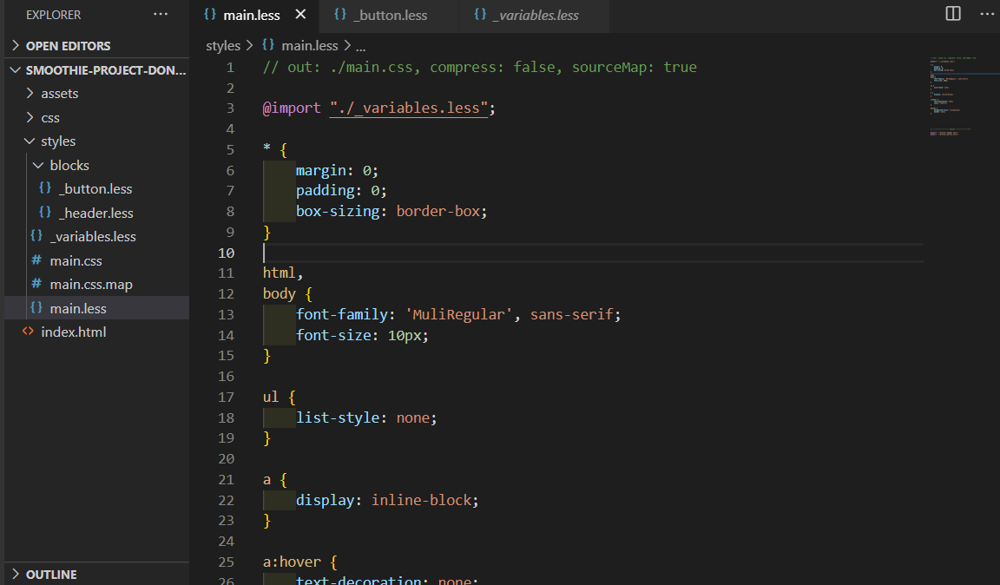 EXPLORER ...
OPEN EDITORS
SMOOTHIE-PROJECT-DON...
assets
css
styles
blocks
{} _button.less
{} _header.less
{} _variables.less
# main.css
# main.css.map
{} main.less
<> index.html
OUTLINE
{} main.less × {} _button.less {} _variables.less ...
styles > {} main.less > ...
1 // out: ./main.css, compress: false, sourceMap: true
2
3 @import "./_variables.less";
4
5 * {
6 margin: 0;
7 padding: 0;
8 box-sizing: border-box;
9 }
10
11 html,
12 body {
13 font-family: 'MuliRegular', sans-serif;
14 font-size: 10px;
15 }
16
17 ul {
18 list-style: none;
19 }
20
21 a {
22 display: inline-block;
23 }
24
25 a:hover {
26 text-decoration: none;